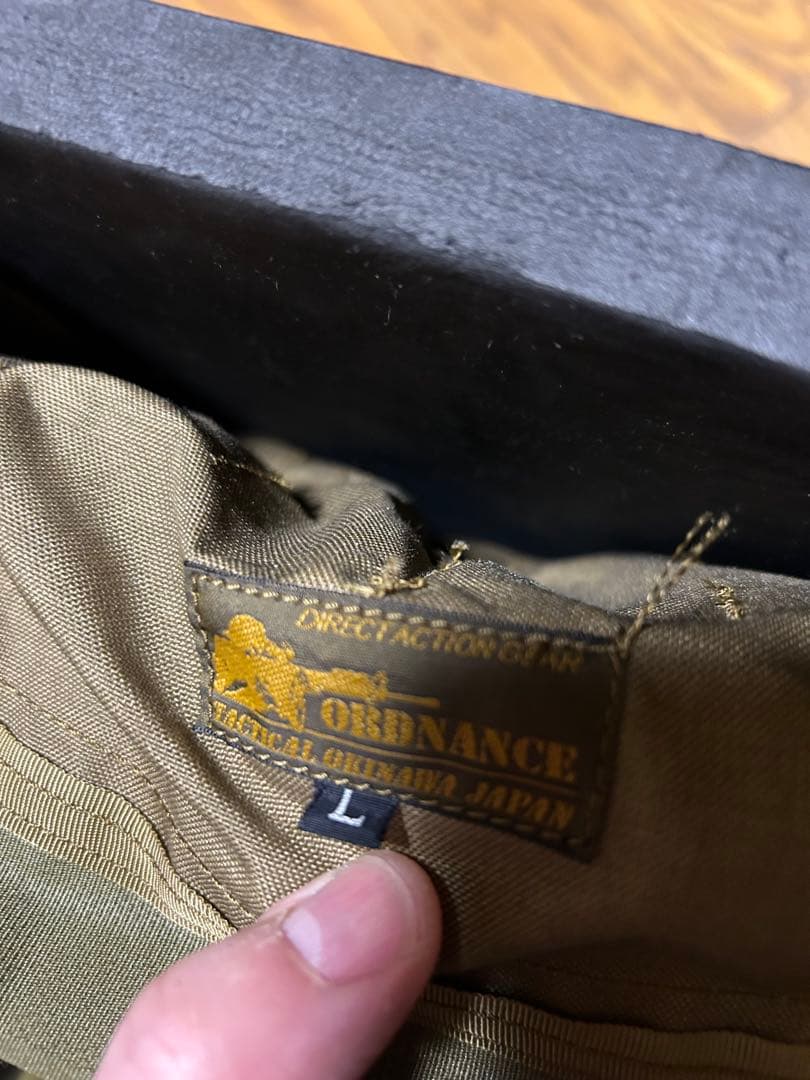 DIRECT ACTION GEAR
ORDNANCE
TACTICAL OKINAWA JAPAN
L